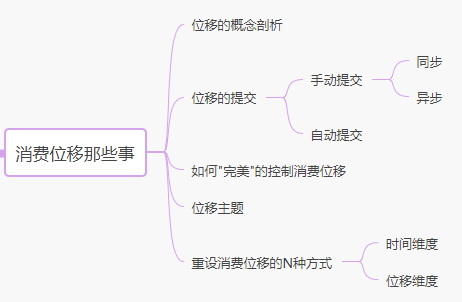 消费位移那些事
位移的概念剖析
位移的提交
手动提交
同步
异步
自动提交
如何"完美"的控制消费位移
位移主题
重设消费位移的N种方式
时间维度
位移维度